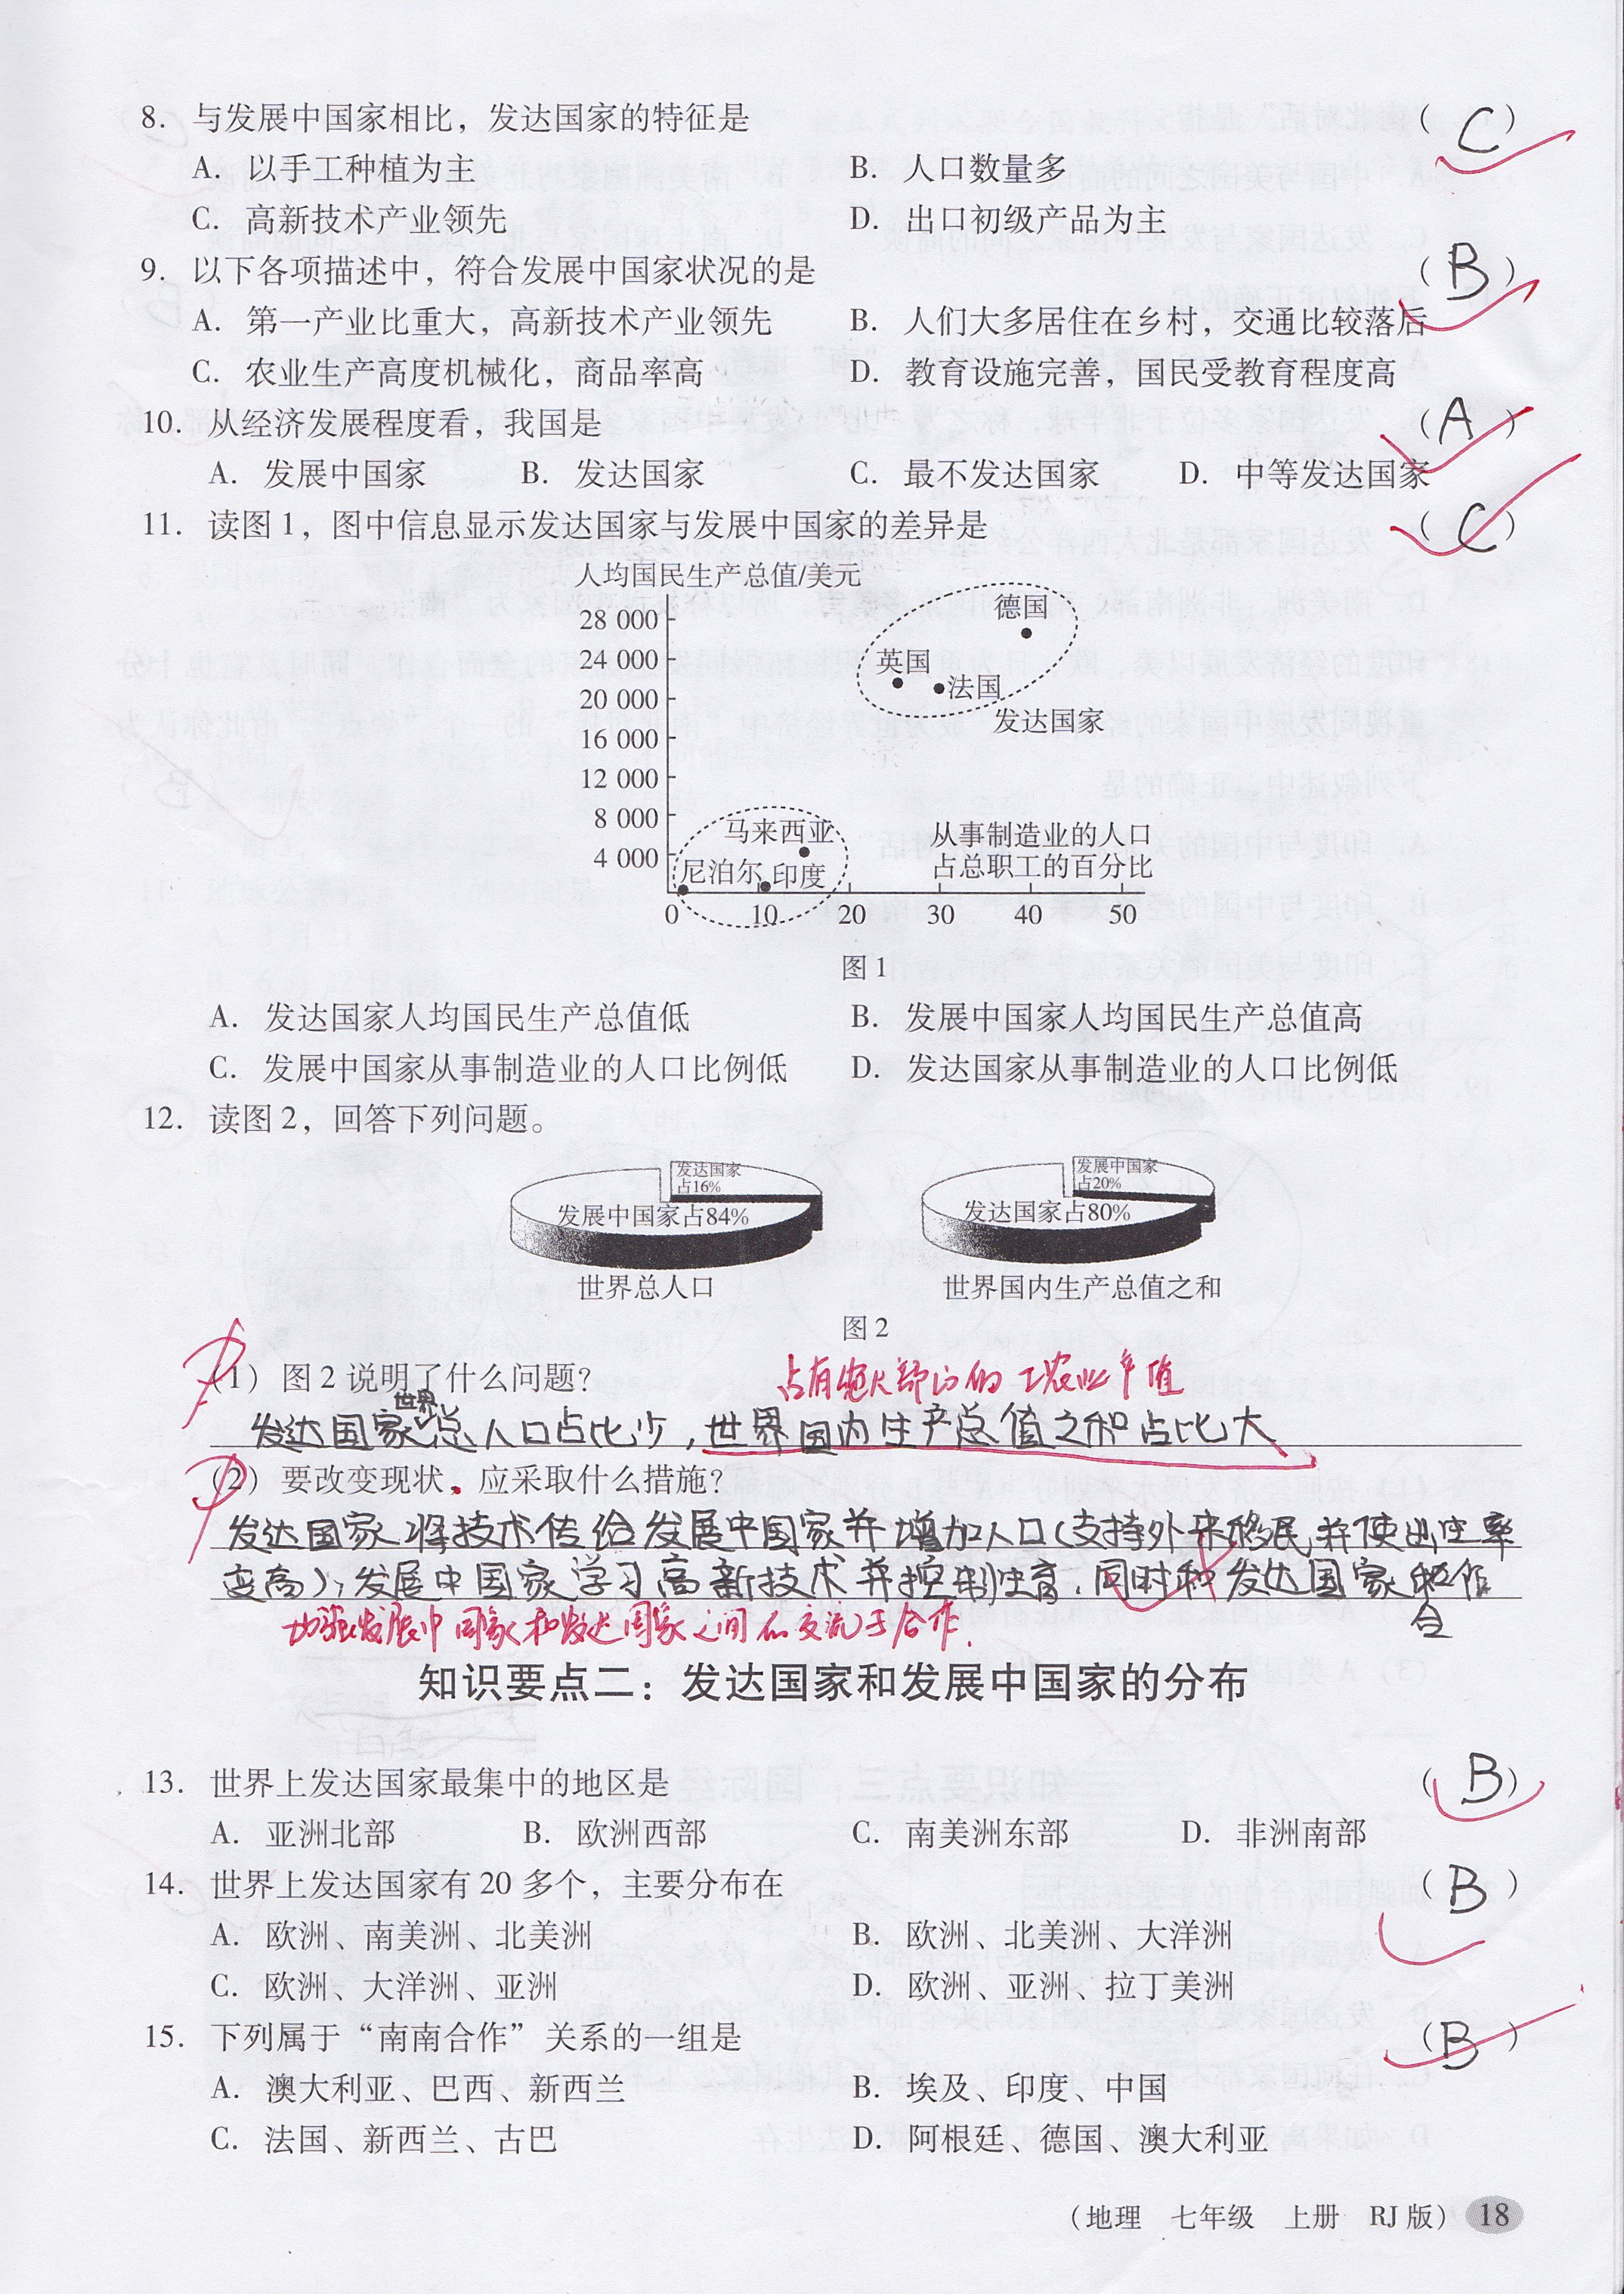 8. 与发展中国家相比，发达国家的特征是 （ C ）
A. 以手工种植为主 B. 人口数量多
C. 高新技术产业领先 D. 出口初级产品为主
9. 以下各项描述中，符合发展中国家状况的是 （ B ）
A. 第一产业比重大，高新技术产业领先 B. 人们大多居住在乡村，交通比较落后
C. 农业生产高度机械化，商品率高 D. 教育设施完善，国民受教育程度高
10. 从经济发展程度看，我国是 （ A ）
A. 发展中国家 B. 发达国家 C. 最不发达国家 D. 中等发达国家
11. 读图1，图中信息显示发达国家与发展中国家的差异是 （ C ）
人均国民生产总值/美元
28 000 德国
24 000 英国
20 000 法国
16 000 发达国家
12 000
8 000 马来西亚 从事制造业的人口
4 000 尼泊尔 印度 占总职工的百分比
0 10 20 30 40 50
图1
A. 发达国家人均国民生产总值低 B. 发展中国家人均国民生产总值高
C. 发展中国家从事制造业的人口比例低 D. 发达国家从事制造业的人口比例低
12. 读图2，回答下列问题。
发达国家 占16% 发展中国家 占20%
发展中国家占84% 发达国家占80%
世界总人口 世界国内生产总值之和
图2
（1）图2说明了什么问题？ 占有绝大部分的工农业产值
发达国家世界总人口占比少，世界国内生产总值之和占比大
（2）要改变现状，应采取什么措施？
发达国家将技术传给发展中国家并增加人口（支持外来移民并使出生率
变高），发展中国家学习高新技术并控制生育，同时和发达国家合作
加强发展中国家和发达国家之间的交流于合作.
知识要点二：发达国家和发展中国家的分布
13. 世界上发达国家最集中的地区是 （ B ）
A. 亚洲北部 B. 欧洲西部 C. 南美洲东部 D. 非洲南部
14. 世界上发达国家有20多个，主要分布在 （ B ）
A. 欧洲、南美洲、北美洲 B. 欧洲、北美洲、大洋洲
C. 欧洲、大洋洲、亚洲 D. 欧洲、亚洲、拉丁美洲
15. 下列属于“南南合作”关系的一组是 （ B ）
A. 澳大利亚、巴西、新西兰 B. 埃及、印度、中国
C. 法国、新西兰、古巴 D. 阿根廷、德国、澳大利亚
（地理 七年级 上册 RJ版） 18